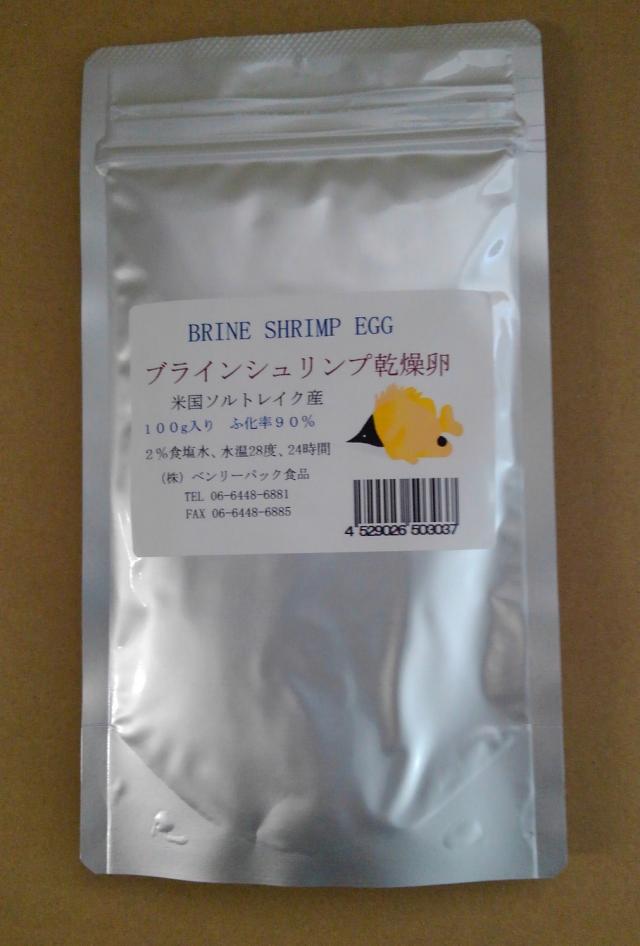 BRINE SHRIMP EGG
ブラインシュリンプ乾燥卵
米国ソルトレイク産
１００g入り　ふ化率９０％
２％食塩水、水温28度、24時間
（株）ベンリーパック食品
TEL 06-6448-6881
FAX 06-6448-6885
4 529026 503037